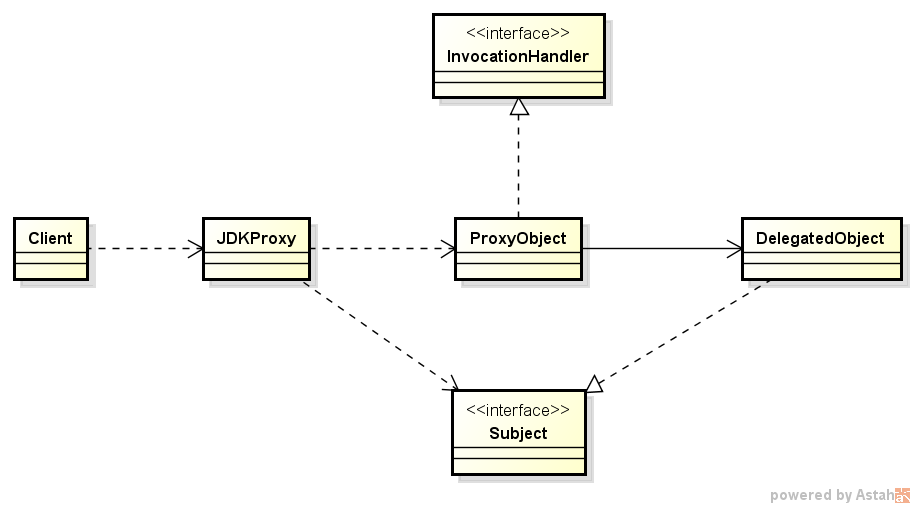 <<interface>>
InvocationHandler
Client
JDKProxy
ProxyObject
DelegatedObject
<<interface>>
Subject
powered by Astah